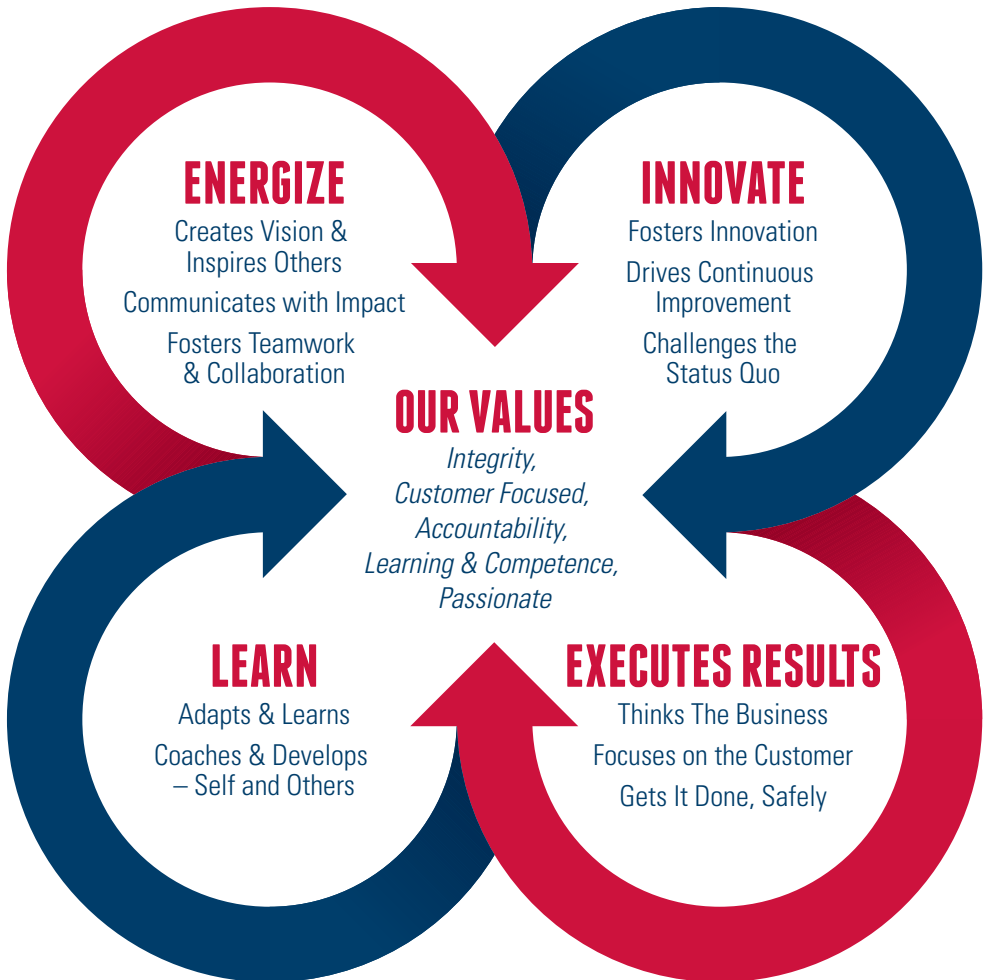 ENERGIZE
Creates Vision &
Inspires Others
Communicates with Impact
Fosters Teamwork
& Collaboration
INNOVATE
Fosters Innovation
Drives Continuous
Improvement
Challenges the
Status Quo
OUR VALUES
Integrity,
Customer Focused,
Accountability,
Learning & Competence,
Passionate
LEARN
Adapts & Learns
Coaches & Develops
– Self and Others
EXECUTES RESULTS
Thinks The Business
Focuses on the Customer
Gets It Done, Safely